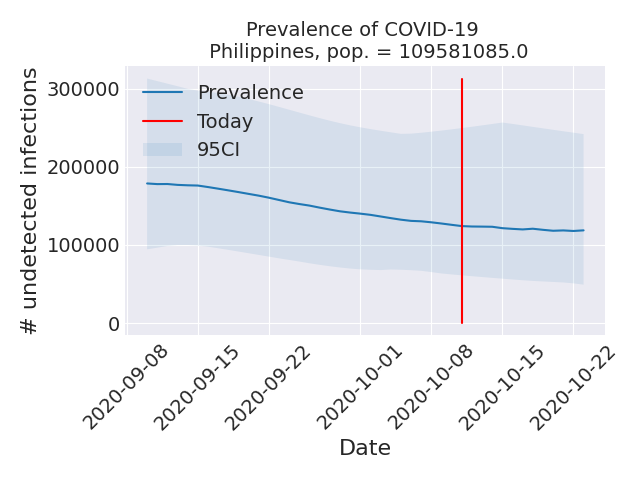 Prevalence of COVID-19
Philippines, pop. = 109581085.0
300000
200000
100000
0
# undetected infections
Prevalence
Today
95CI
2020-09-08
2020-09-15
2020-09-22
2020-10-01
2020-10-08
2020-10-15
2020-10-22
Date